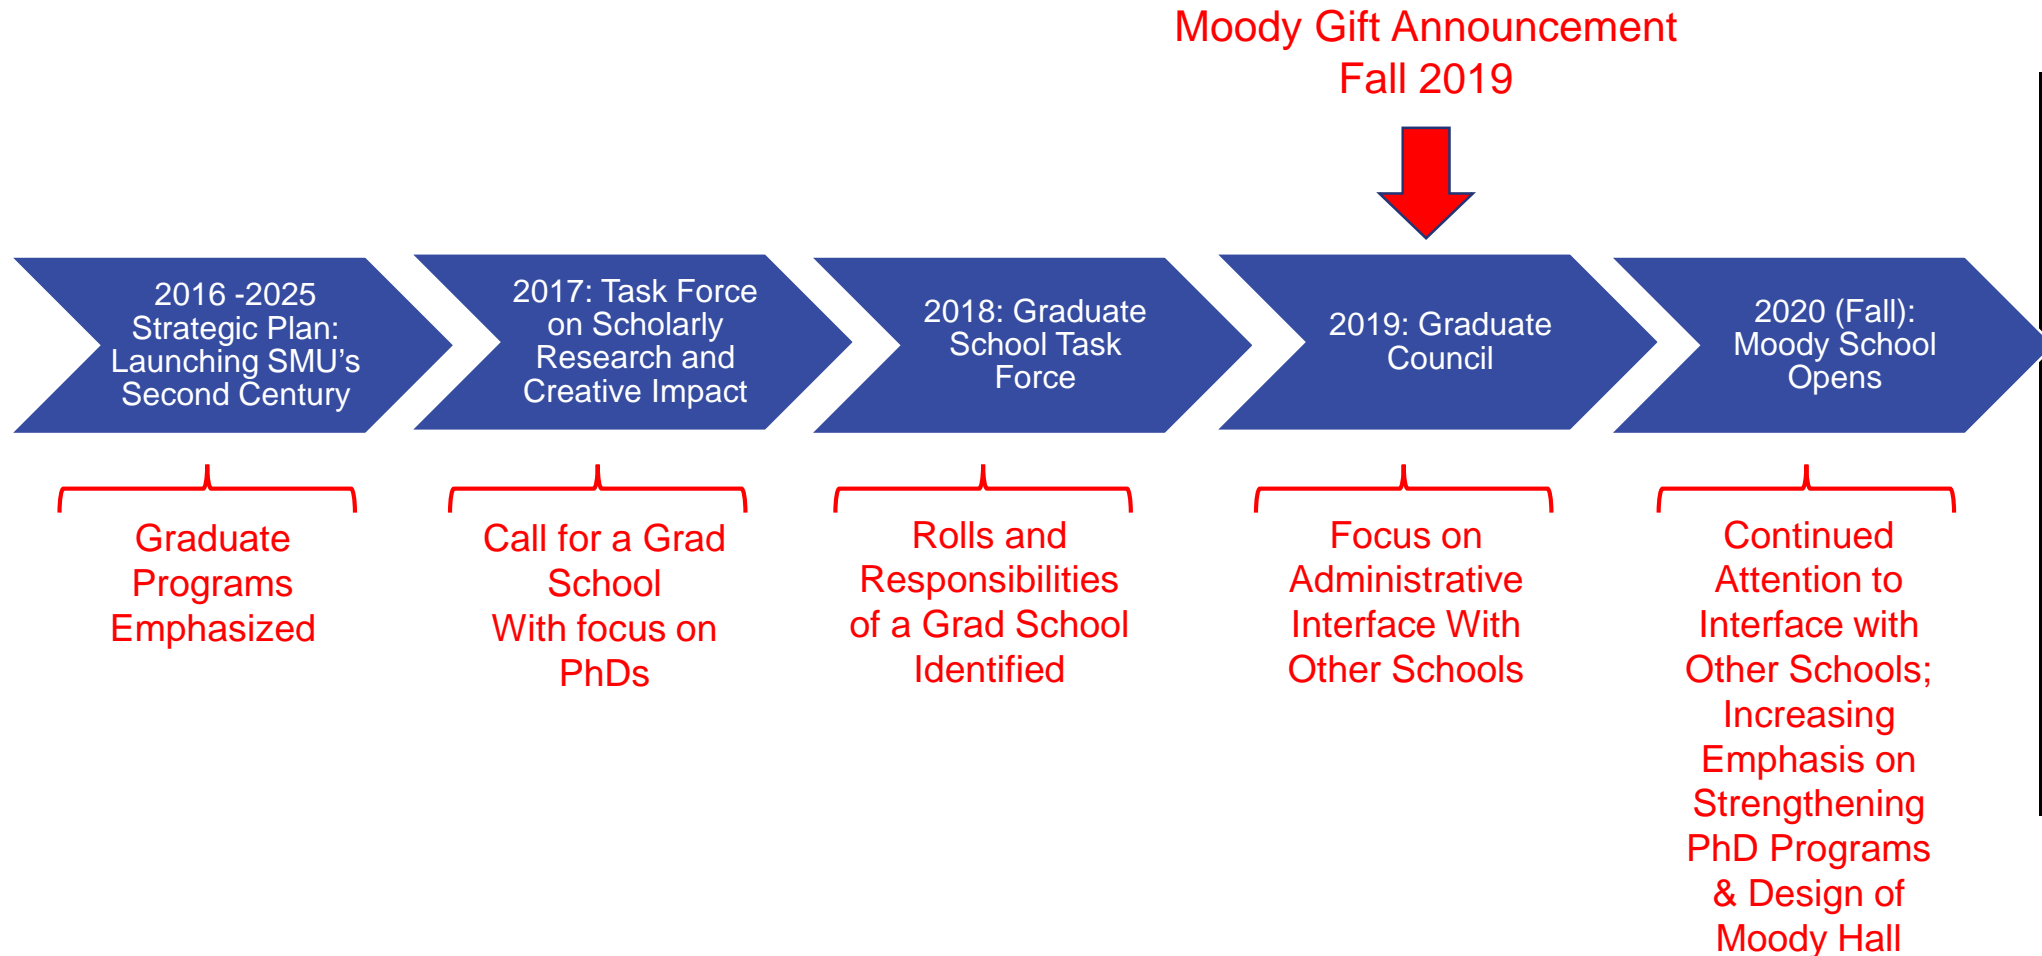 Moody Gift Announcement
Fall 2019
2016 -2025
Strategic Plan:
Launching SMU’s
Second Century
2017: Task Force
on Scholarly
Research and
Creative Impact
2018: Graduate
School Task
Force
2019: Graduate
Council
2020 (Fall):
Moody School
Opens
Graduate
Programs
Emphasized
Call for a Grad
School
With focus on
PhDs
Rolls and
Responsibilities
of a Grad School
Identified
Focus on
Administrative
Interface With
Other Schools
Continued
Attention to
Interface with
Other Schools;
Increasing
Emphasis on
Strengthening
PhD Programs
& Design of
Moody Hall